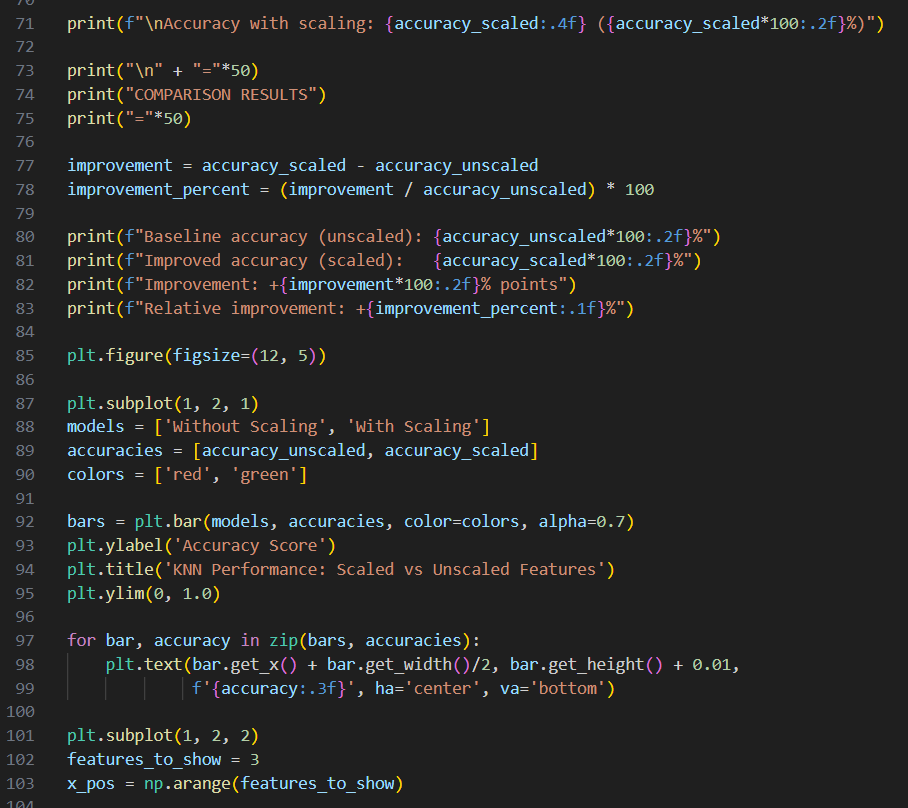 70
71 print(f"\nAccuracy with scaling: {accuracy_scaled:.4f} ({accuracy_scaled*100:.2f}%)")
72
73 print("\n" + "="*50)
74 print("COMPARISON RESULTS")
75 print("="*50)
76
77 improvement = accuracy_scaled - accuracy_unscaled
78 improvement_percent = (improvement / accuracy_unscaled) * 100
79
80 print(f"Baseline accuracy (unscaled): {accuracy_unscaled*100:.2f}%")
81 print(f"Improved accuracy (scaled):   {accuracy_scaled*100:.2f}%")
82 print(f"Improvement: +{improvement*100:.2f}% points")
83 print(f"Relative improvement: +{improvement_percent:.1f}%")
84
85 plt.figure(figsize=(12, 5))
86
87 plt.subplot(1, 2, 1)
88 models = ['Without Scaling', 'With Scaling']
89 accuracies = [accuracy_unscaled, accuracy_scaled]
90 colors = ['red', 'green']
91
92 bars = plt.bar(models, accuracies, color=colors, alpha=0.7)
93 plt.ylabel('Accuracy Score')
94 plt.title('KNN Performance: Scaled vs Unscaled Features')
95 plt.ylim(0, 1.0)
96
97 for bar, accuracy in zip(bars, accuracies):
98     plt.text(bar.get_x() + bar.get_width()/2, bar.get_height() + 0.01,
99              f'{accuracy:.3f}', ha='center', va='bottom')
100
101 plt.subplot(1, 2, 2)
102 features_to_show = 3
103 x_pos = np.arange(features_to_show)
104